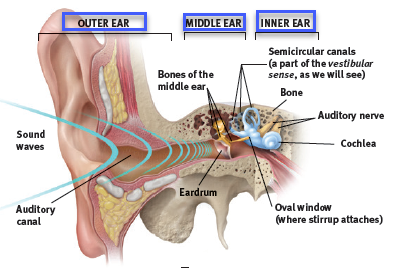 OUTER EAR
MIDDLE EAR
INNER EAR
Semicircular canals
(a part of the vestibular
sense, as we will see)
Bones of the
middle ear
Bone
Auditory nerve
Sound
waves
Cochlea
Eardrum
Auditory
canal
Oval window
(where stirrup attaches)